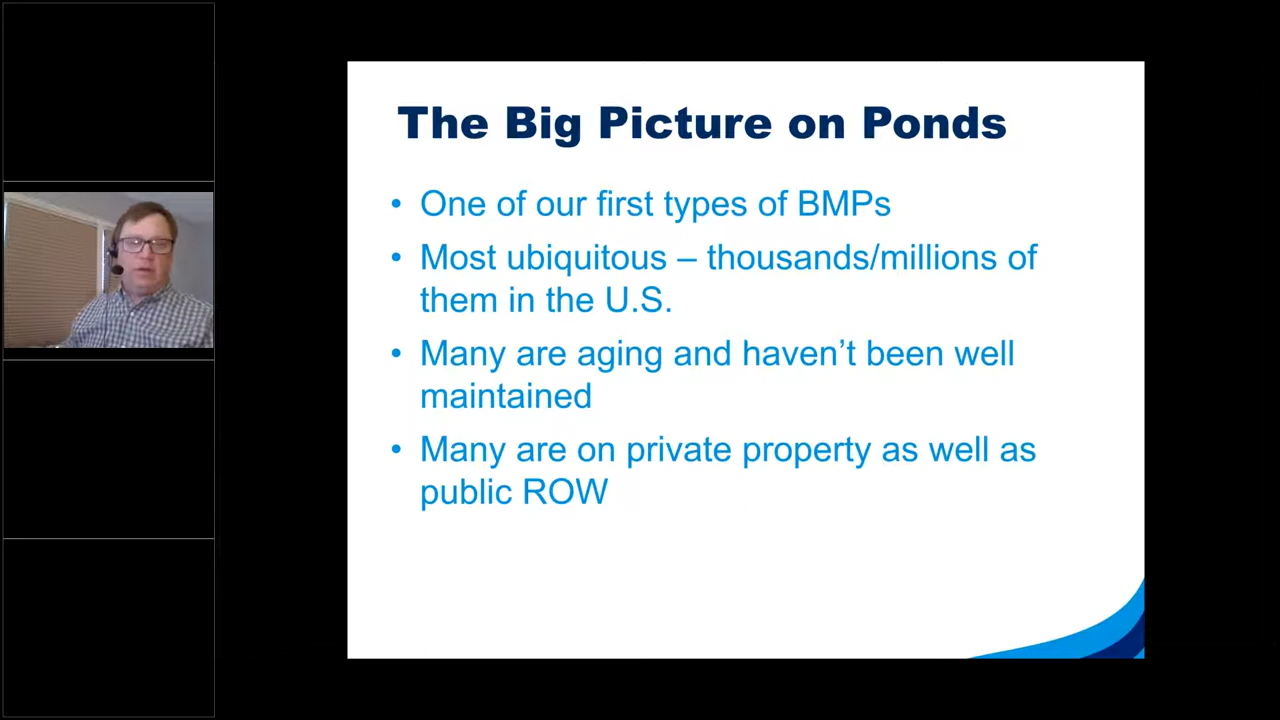 The Big Picture on Ponds
• One of our first types of BMPs
• Most ubiquitous – thousands/millions of
them in the U.S.
• Many are aging and haven’t been well
maintained
• Many are on private property as well as
public ROW